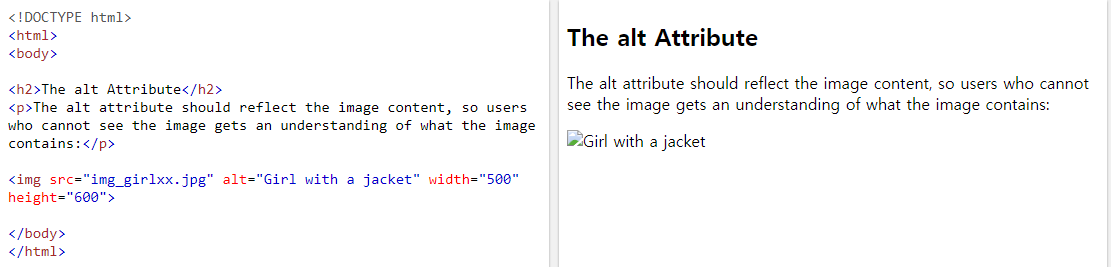 <!DOCTYPE html>
<html>
<body>
<h2>The alt Attribute</h2>
<p>The alt attribute should reflect the image content, so users
who cannot see the image gets an understanding of what the image
contains:</p>
<img src="img_girlxx.jpg" alt="Girl with a jacket" width="500"
height="600">
</body>
</html>
The alt Attribute
The alt attribute should reflect the image content, so users who cannot
see the image gets an understanding of what the image contains:
Girl with a jacket